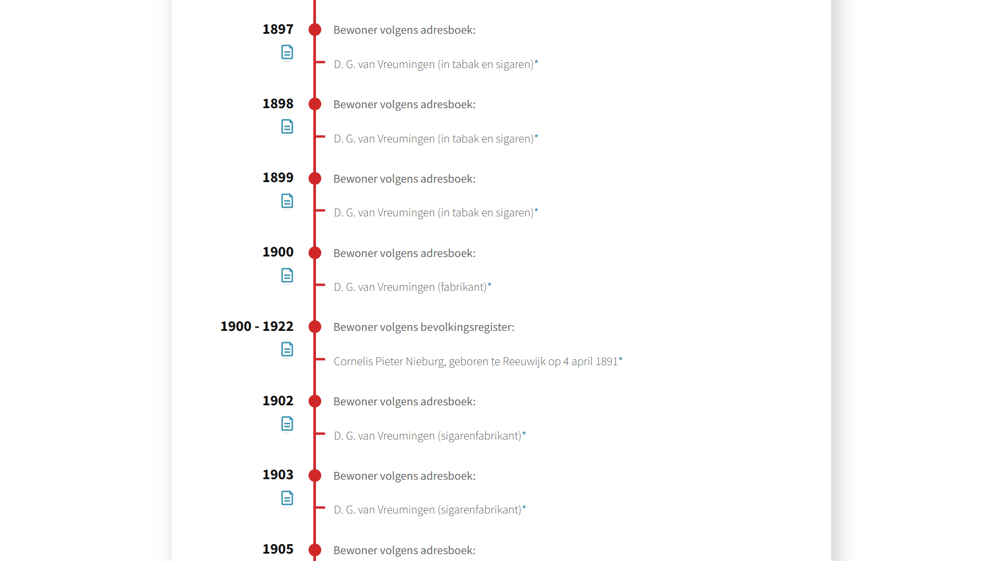 1897
Bewoner volgens adresboek:
D. G. van Vreumingen (in tabak en sigaren)*
1898
Bewoner volgens adresboek:
D. G. van Vreumingen (in tabak en sigaren)*
1899
Bewoner volgens adresboek:
D. G. van Vreumingen (in tabak en sigaren)*
1900
Bewoner volgens adresboek:
D. G. van Vreumingen (fabrikant)*
1900 - 1922
Bewoner volgens bevolkingsregister:
Cornelis Pieter Nieburg, geboren te Reeuwijk op 4 april 1891*
1902
Bewoner volgens adresboek:
D. G. van Vreumingen (sigarenfabrikant)*
1903
Bewoner volgens adresboek:
D. G. van Vreumingen (sigarenfabrikant)*
1905
Bewoner volgens adresboek: